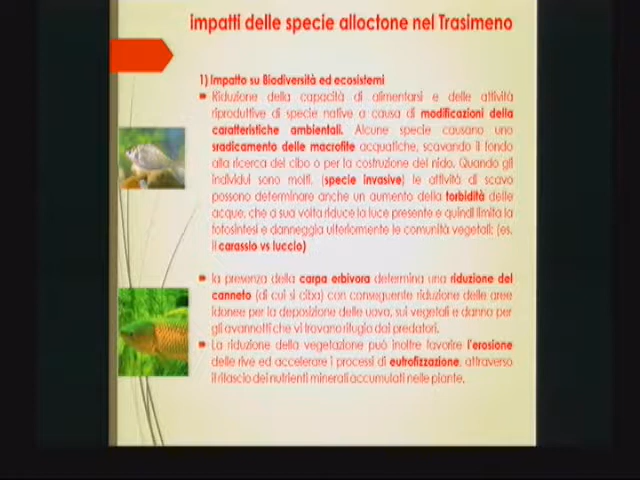 impatti delle specie alloctone nel Trasimeno
1) Impatto su Biodiversità ed ecosistemi
Riduzione della capacità di alimentarsi e delle attività
riproduttive di specie native a causa di modificazioni della
caratteristiche ambientali. Alcune specie causano uno
sradicamento delle macrofite acquatiche, scavando il fondo
alla ricerca del cibo o per la costruzione del nido. Quando gli
individui sono molti, (specie invasive) le attività di scavo
possono determinare anche un aumento della torbidità delle
acque, che a sua volta riduce la luce presente e quindi limita la
fotosintesi e danneggia ulteriormente le comunità vegetali; (es.
il carassio vs luccio)
la presenza della carpa erbivora determina una riduzione del
canneto (di cui si ciba) con conseguente riduzione delle aree
idonee per la deposizione delle uova, sui vegetali e danno per
gli avannotti che vi trovano rifugio dai predatori.
La riduzione della vegetazione può inoltre favorire l'erosione
delle rive ed accelerare i processi di eutrofizzazione, attraverso
il rilascio dei nutrienti minerali accumulati nelle piante.